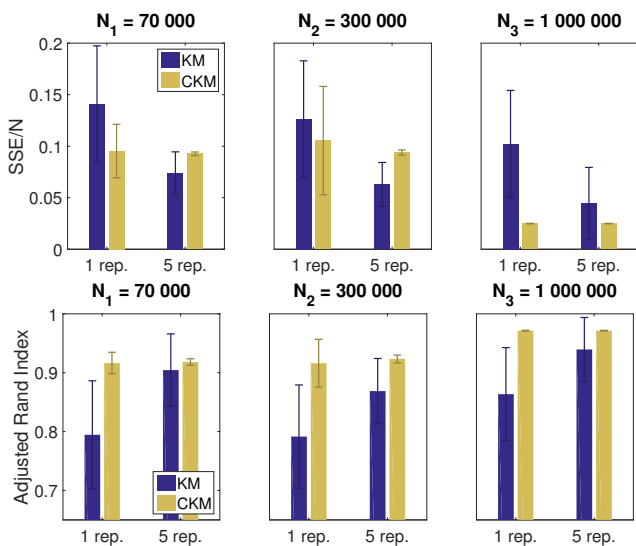 N1 = 70 000
N2 = 300 000
N3 = 1 000 000
SSE/N
0.2
0.15
0.1
0.05
0
KM
CKM
1 rep.
5 rep.
1 rep.
5 rep.
1 rep.
5 rep.
N1 = 70 000
N2 = 300 000
N3 = 1 000 000
Adjusted Rand Index
1
0.9
0.8
0.7
KM
CKM
1 rep.
5 rep.
1 rep.
5 rep.
1 rep.
5 rep.